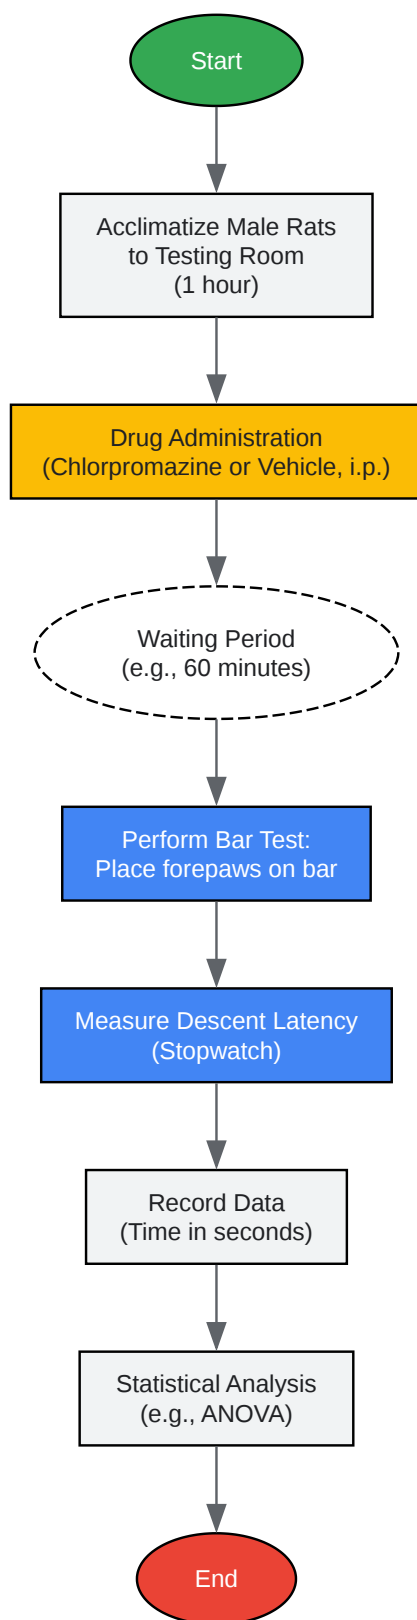 Start
Acclimatize Male Rats
to Testing Room
(1 hour)
Drug Administration
(Chlorpromazine or Vehicle, i.p.)
Waiting Period
(e.g., 60 minutes)
Perform Bar Test:
Place forepaws on bar
Measure Descent Latency
(Stopwatch)
Record Data
(Time in seconds)
Statistical Analysis
(e.g., ANOVA)
End